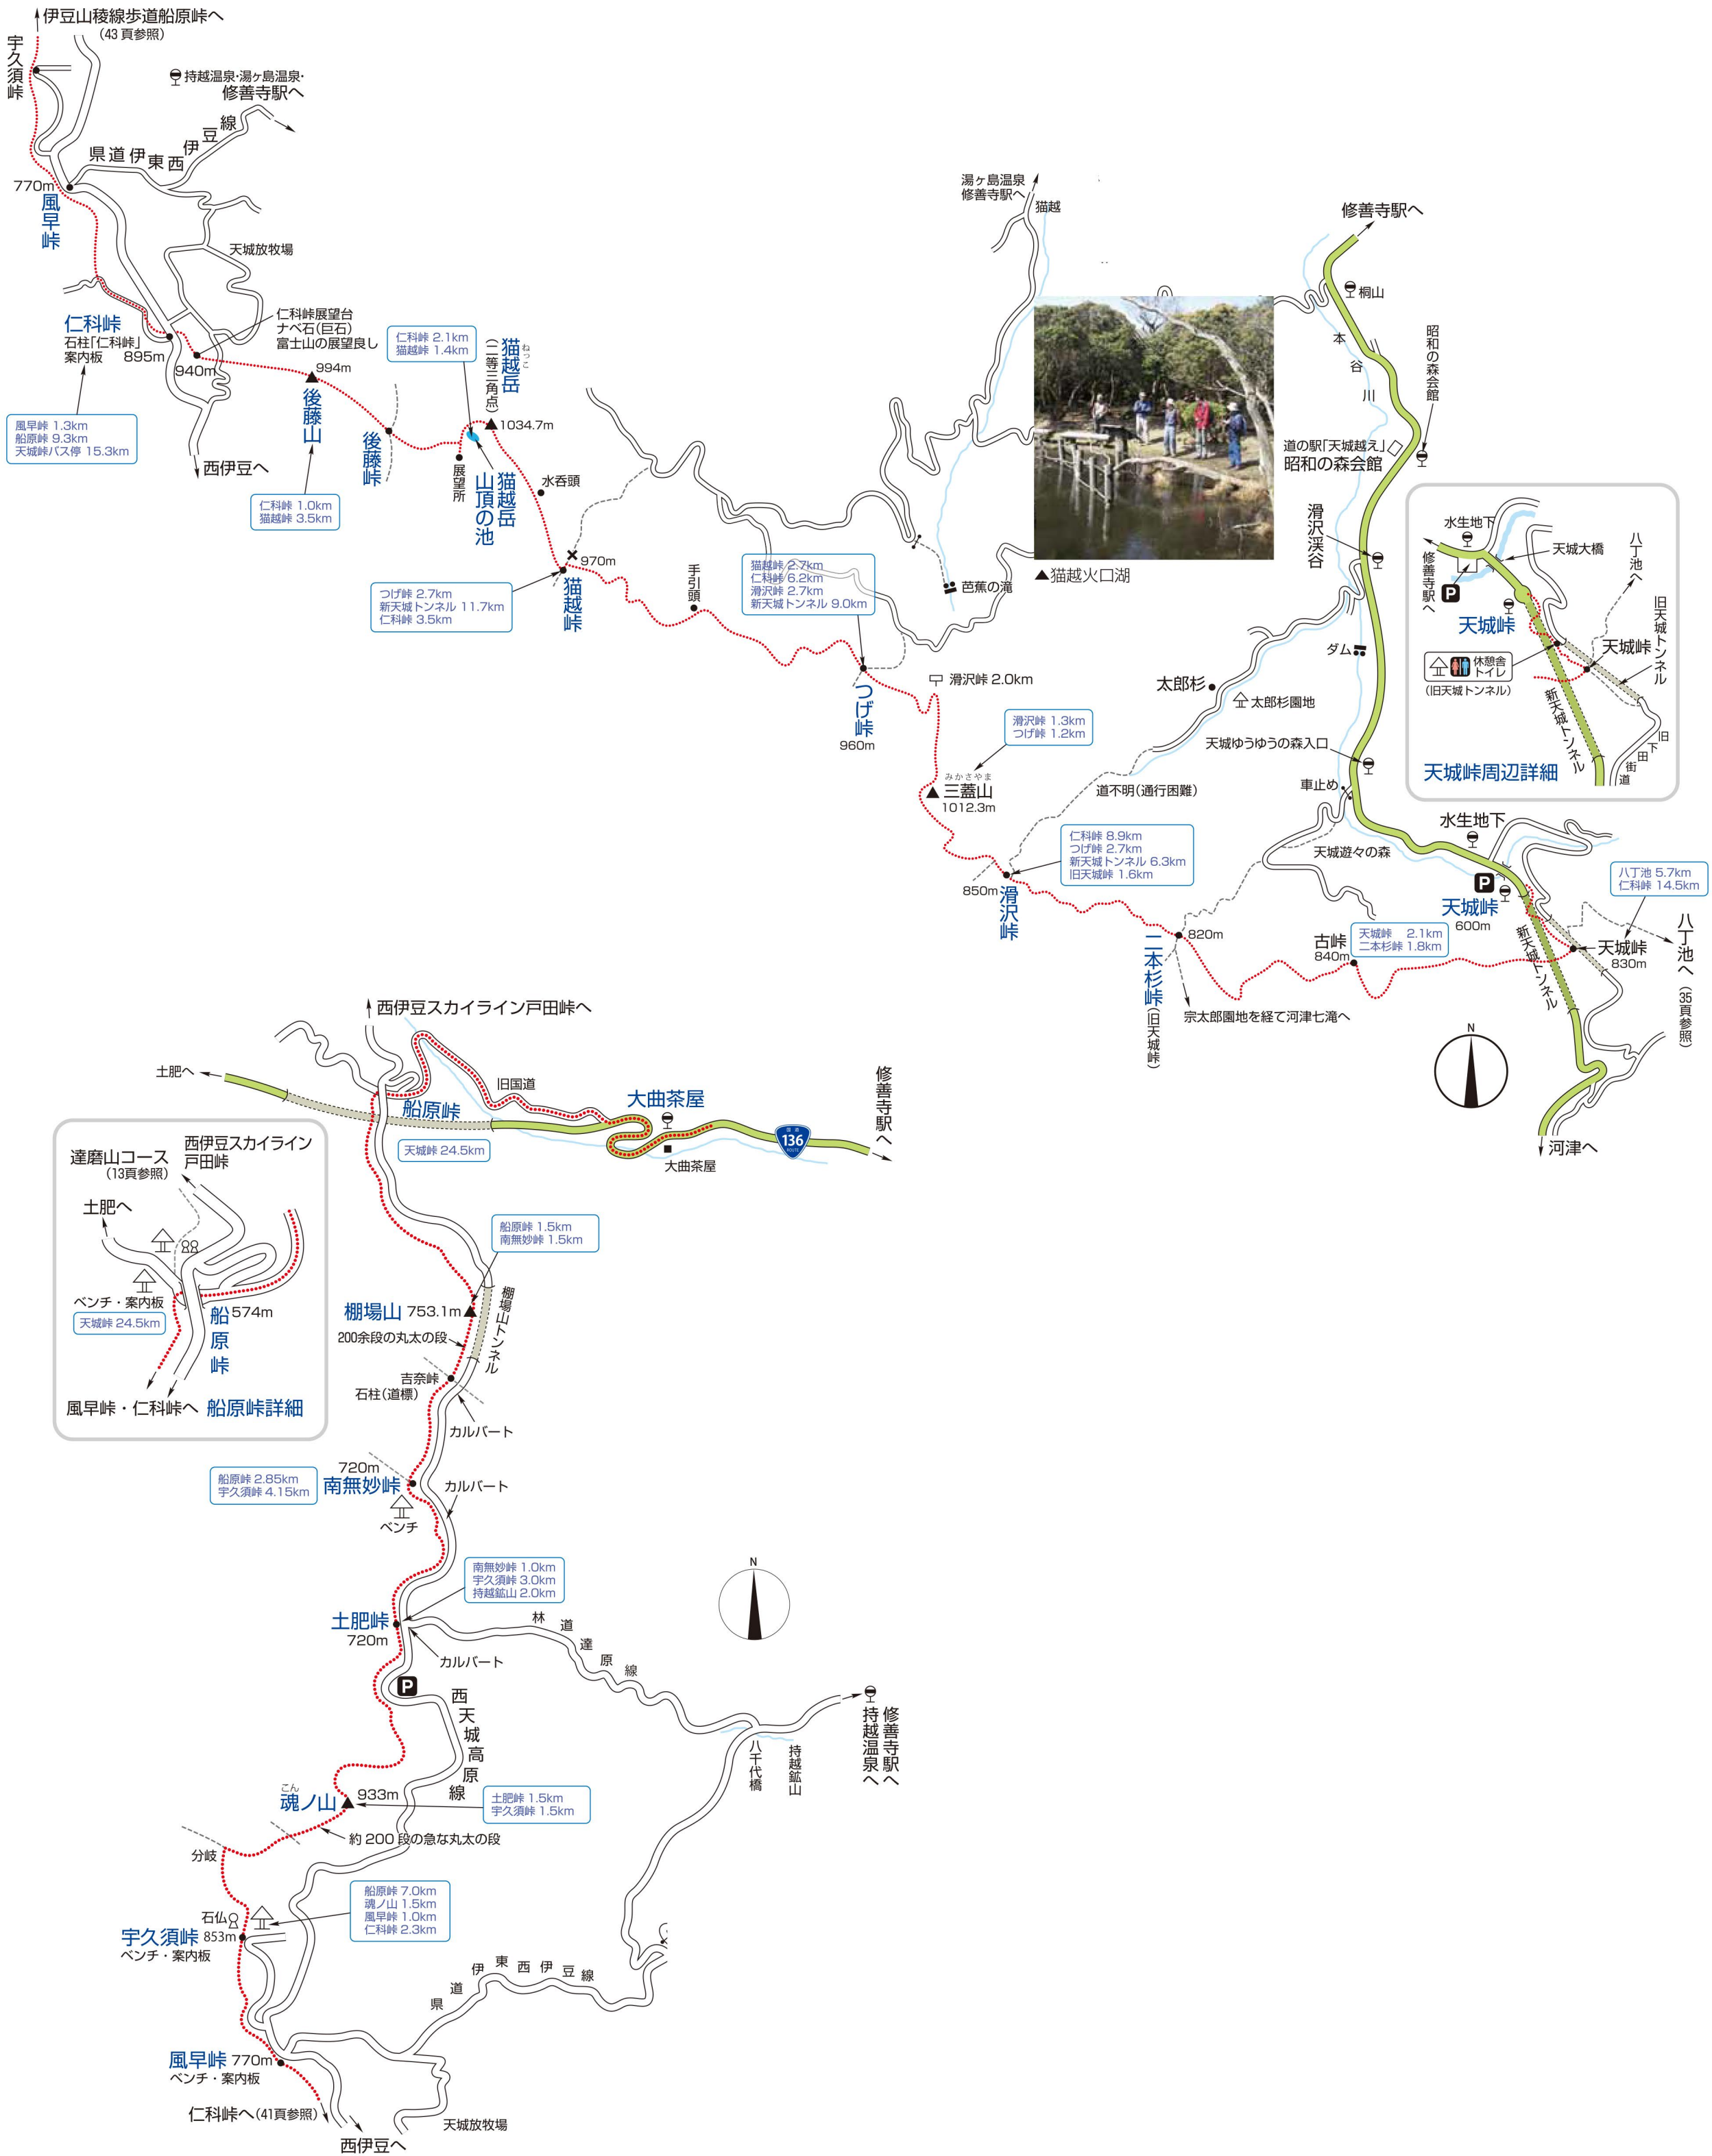 伊豆山稜線歩道船原峠へ
(43頁参照)
宇久須峠
持越温泉・湯ヶ島温泉・
修善寺駅へ
県道伊東西伊豆線
770m
風早峠
天城放牧場
仁科峠
石柱「仁科峠」
案内板 895m
仁科峠展望台
ナベ石(巨石)
富士山の展望良し
940m
風早峠 1.3km
船原峠 9.3km
天城峠バス停 15.3km
西伊豆へ
994m
後藤山
仁科峠 1.0km
猫越峠 3.5km
後藤峠
仁科峠 2.1km
猫越峠 1.4km
猫越岳
ねっこ
(二等三角点)
1034.7m
展望所
猫越岳
山頂の池
水呑頭
970m
猫越峠
つげ峠 2.7km
新天城トンネル 11.7km
仁科峠 3.5km
手引頭
猫越峠 2.7km
仁科峠 6.2km
滑沢峠 2.7km
新天城トンネル 9.0km
つげ峠
960m
湯ヶ島温泉
修善寺駅へ
猫越
▲猫越火口湖
芭蕉の滝
滑沢峠 2.0km
滑沢峠 1.3km
つげ峠 1.2km
みかさやま
三蓋山
1012.3m
仁科峠 8.9km
つげ峠 2.7km
新天城トンネル 6.3km
旧天城峠 1.6km
850m
滑沢峠
道不明(通行困難)
修善寺駅へ
桐山
本谷川
昭和の森会館
道の駅「天城越え」
昭和の森会館
滑沢渓谷
ダム
太郎杉
太郎杉園地
天城ゆうゆうの森入口
車止め
天城遊々の森
水生地下
P
天城峠
600m
新天城トンネル
八丁池 5.7km
仁科峠 14.5km
天城峠
830m
八丁池へ(35頁参照)
820m
二本杉峠(旧天城峠)
宗太郎園地を経て河津七滝へ
古峠
840m
天城峠 2.1km
二本杉峠 1.8km
N
河津へ
水生地下
天城大橋
修善寺駅へ
P
八丁池へ
天城峠
旧天城トンネル
天城峠
休憩舎
トイレ
(旧天城トンネル)
新天城トンネル
旧下田街道
天城峠周辺詳細
西伊豆スカイライン戸田峠へ
土肥へ
旧国道
船原峠
天城峠 24.5km
大曲茶屋
大曲茶屋
国道
136
ROUTE
修善寺駅へ
達磨山コース
(13頁参照)
西伊豆スカイライン
戸田峠
土肥へ
ベンチ・案内板
天城峠 24.5km
船原峠
574m
風早峠・仁科峠へ
船原峠詳細
船原峠 1.5km
南無妙峠 1.5km
棚場山 753.1m
棚場山トンネル
200余段の丸太の段
吉奈峠
石柱(道標)
カルバート
720m
南無妙峠
船原峠 2.85km
宇久須峠 4.15km
カルバート
ベンチ
南無妙峠 1.0km
宇久須峠 3.0km
持越鉱山 2.0km
土肥峠
720m
カルバート
P
林道達原線
N
西天城高原線
八千代橋
持越鉱山
修善寺駅へ
持越温泉へ
こん
魂ノ山
933m
土肥峠 1.5km
宇久須峠 1.5km
約200段の急な丸太の段
分岐
石仏
宇久須峠 853m
ベンチ・案内板
船原峠 7.0km
魂ノ山 1.5km
風早峠 1.0km
仁科峠 2.3km
県道伊東西伊豆線
風早峠 770m
ベンチ・案内板
仁科峠へ(41頁参照)
西伊豆へ
天城放牧場